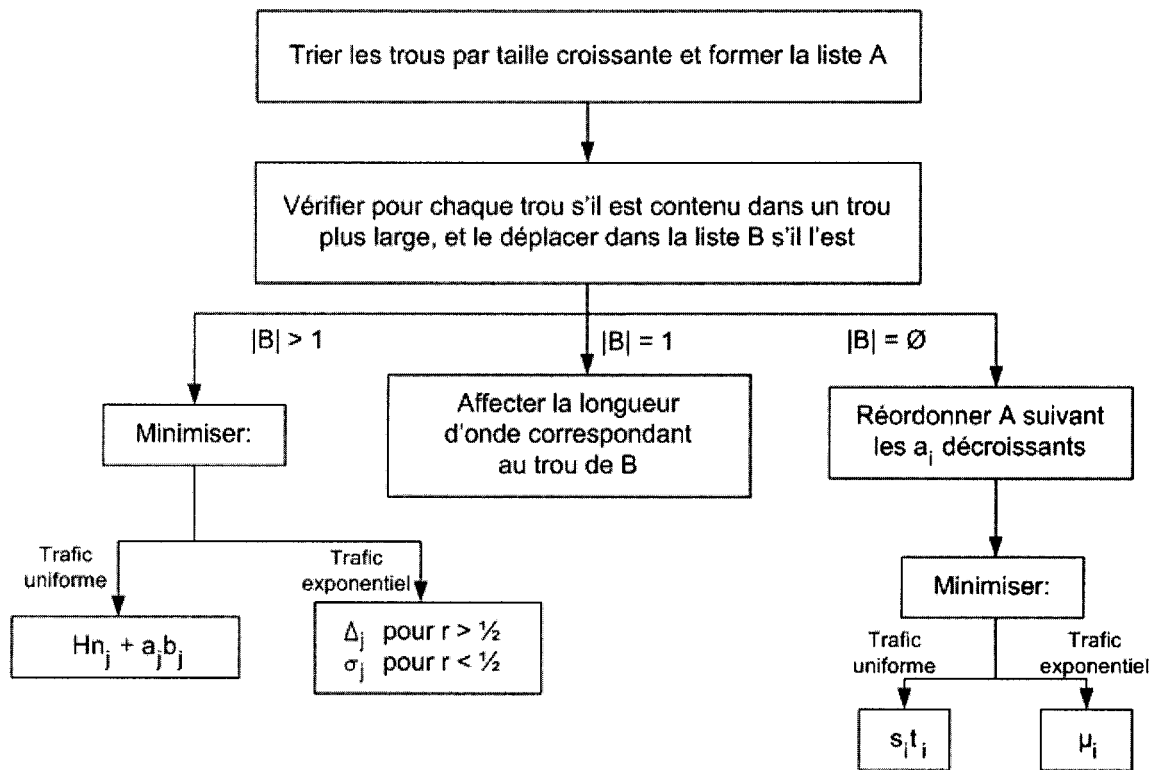 Trier les trous par taille croissante et former la liste A
Vérifier pour chaque trou s'il est contenu dans un trou
plus large, et le déplacer dans la liste B s'il l'est
|B| > 1
|B| = 1
|B| = Ø
Minimiser:
Affecter la longueur
d'onde correspondant
au trou de B
Réordonner A suivant
les a_i décroissants
Trafic
uniforme
Trafic
exponentiel
Hn_j + a_jb_j
Δ_j pour r > ½
σ_j pour r < ½
Minimiser:
Trafic
uniforme
Trafic
exponentiel
s_it_i
µ_i